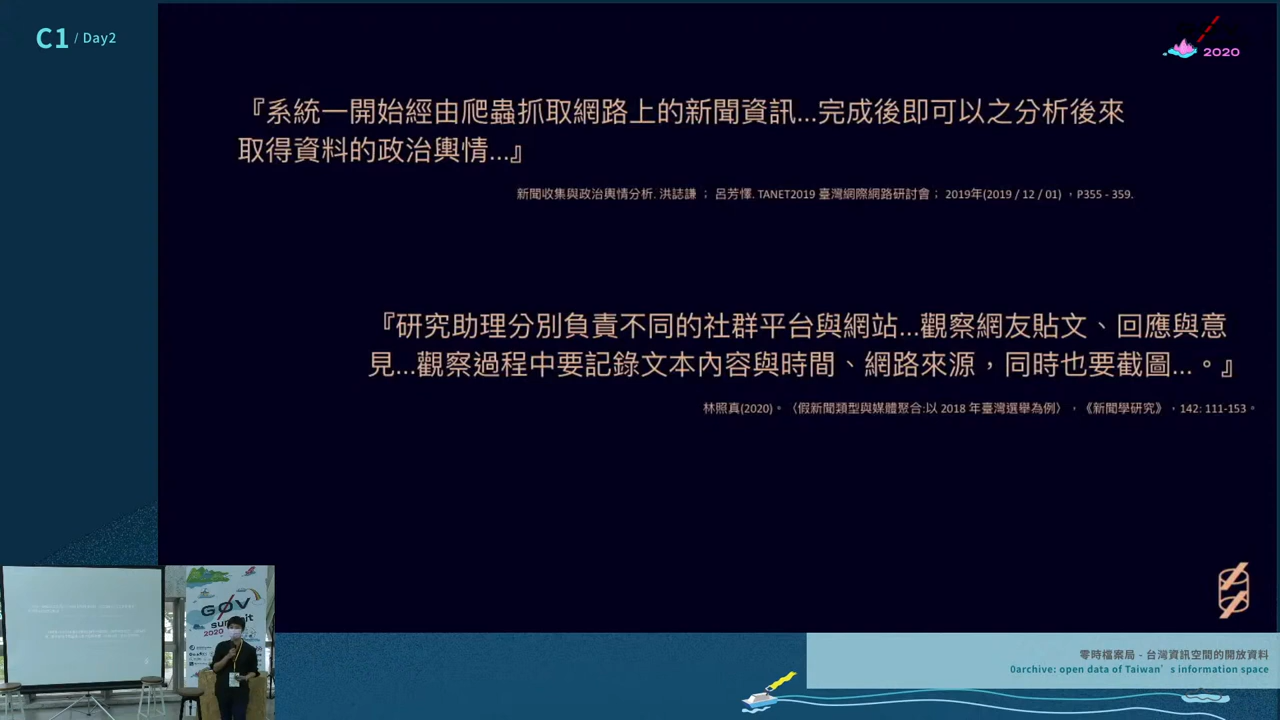 C1 / Day2
2020
『系統一開始經由爬蟲抓取網路上的新聞資訊...完成後即可以之分析後來
取得資料的政治輿情...』
新聞收集與政治輿情分析. 洪誌謙 ； 呂芳懌. TANET2019 臺灣網際網路研討會； 2019年(2019 / 12 / 01) ，P355 - 359.
『研究助理分別負責不同的社群平台與網站...觀察網友貼文、回應與意
見...觀察過程中要記錄文本內容與時間、網路來源，同時也要截圖...。』
林照真(2020)。〈假新聞類型與媒體聚合:以 2018 年臺灣選舉為例〉，《新聞學研究》，142: 111-153。
GØV
summit
2020
零時檔案局 - 台灣資訊空間的開放資料
0archive: open data of Taiwan’s information space